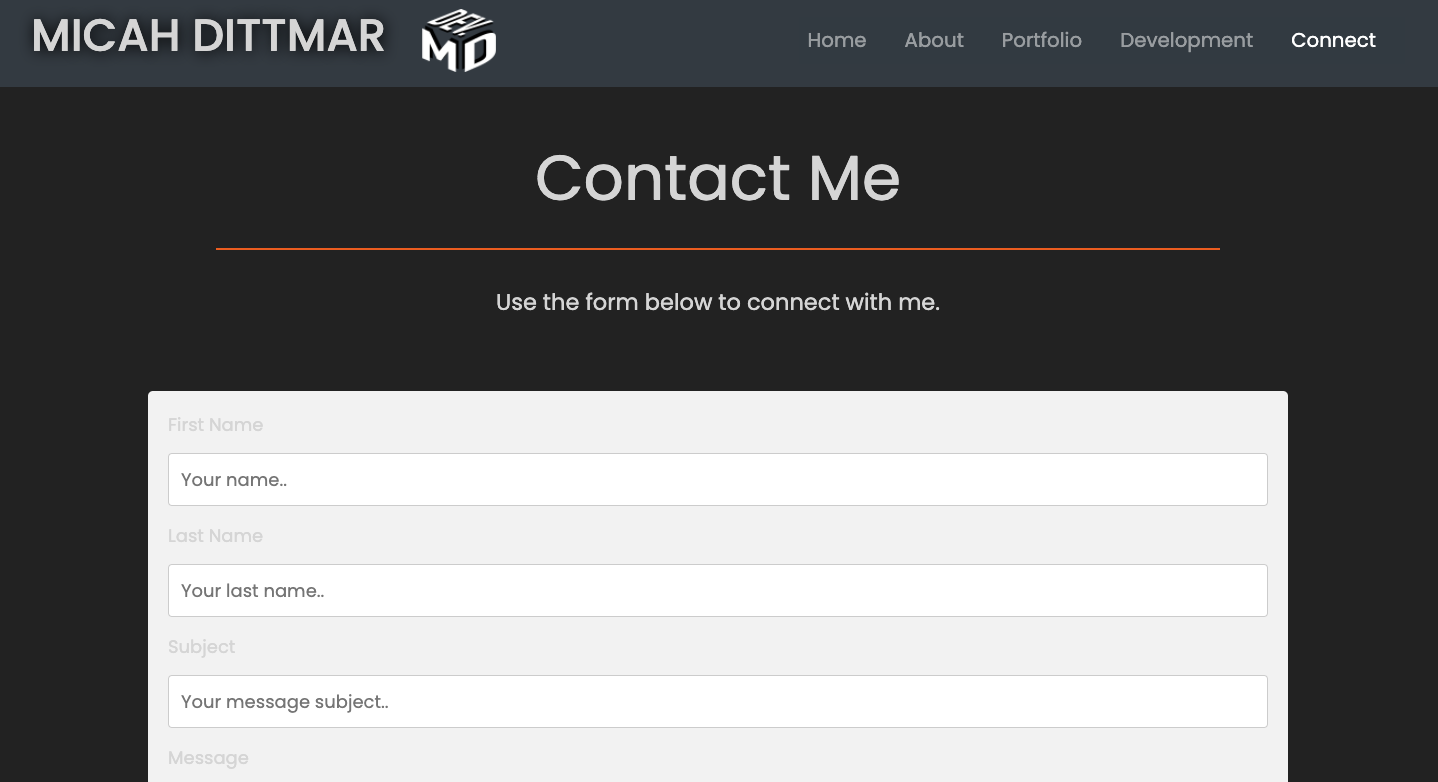 MICAH DITTMAR
MD
Home About Portfolio Development Connect
Contact Me
Use the form below to connect with me.
First Name
Your name..
Last Name
Your last name..
Subject
Your message subject..
Message